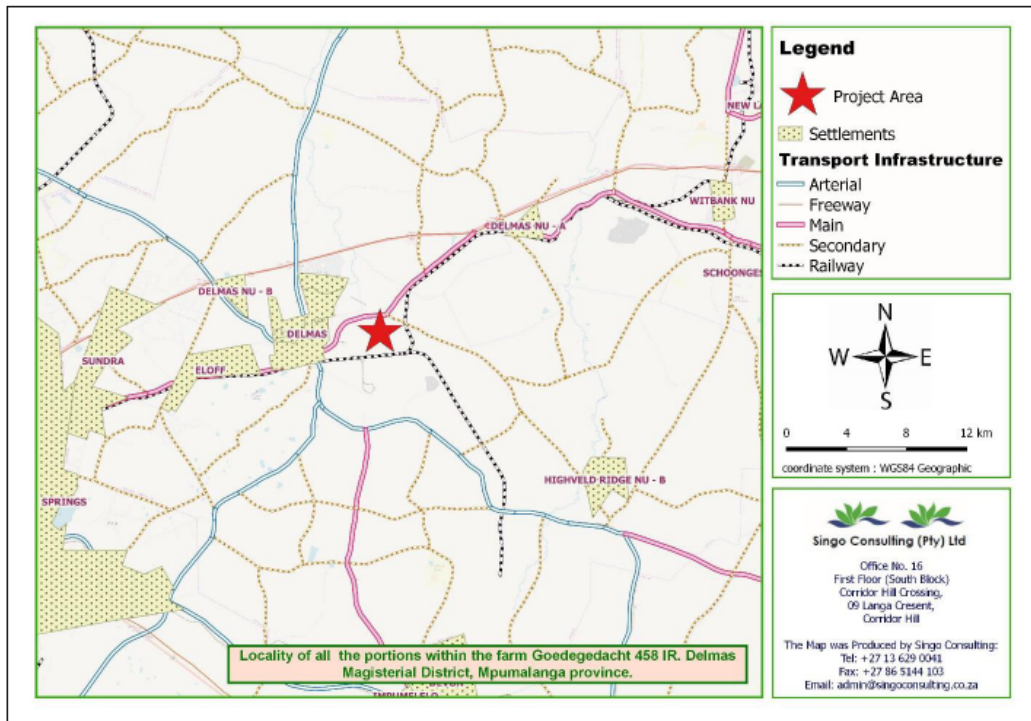 NEW LA
WITBANK NU
DELMAS NU - A
SCHOONGES
DELMAS NU - B
DELMAS
SUNDRA
ELOFF
HIGHVELD RIDGE NU - B
SPRINGS
Locality of all the portions within the farm Goedegedacht 458 IR. Delmas
Magisterial District, Mpumalanga province.
Legend
Project Area
Settlements
Transport Infrastructure
Arterial
Freeway
Main
Secondary
Railway
N
W E
S
0 4 8 12 km
coordinate system : WGS84 Geographic
Singo Consulting (Pty) Ltd
Office No. 16
First Floor (South Block)
Corridor Hill Crossing,
09 Langa Cresent,
Corridor Hill
The Map was Produced by Singo Consulting:
Tel: +27 13 629 0041
Fax: +27 86 5144 103
Email: admin@singoconsulting.co.za